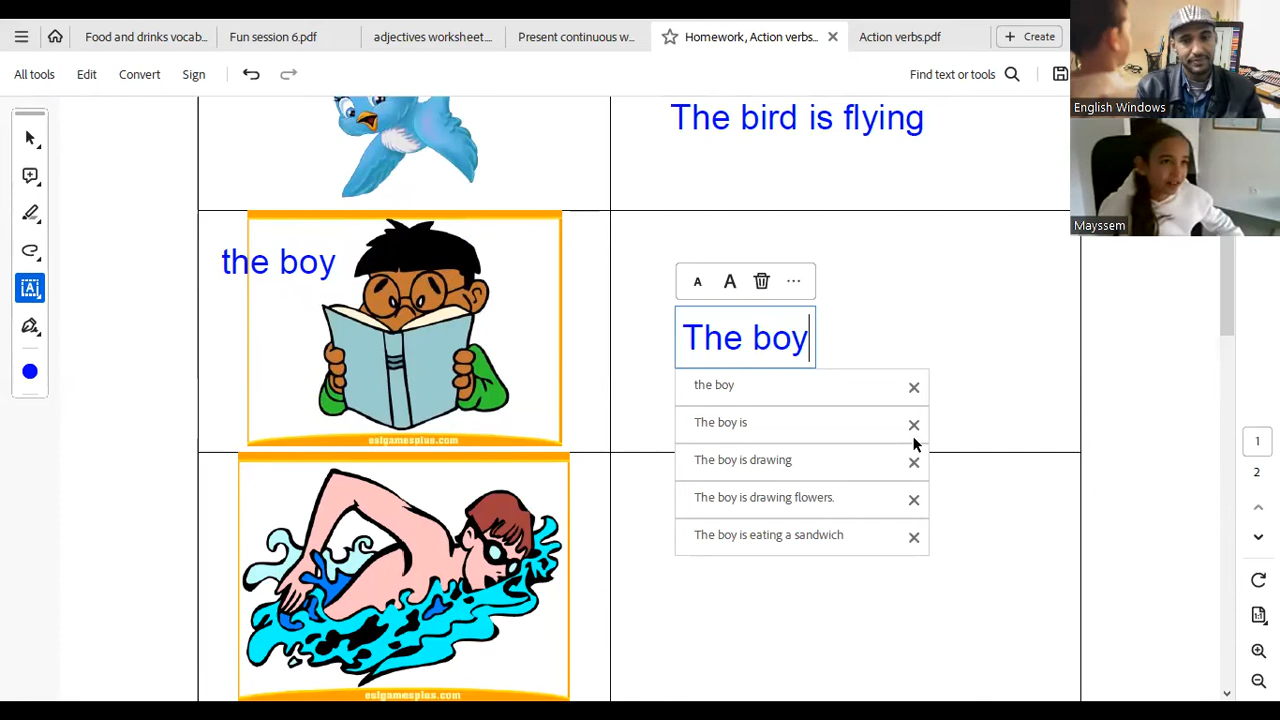 Food and drinks vocab...
Fun session 6.pdf
adjectives worksheet....
Present continuous w...
Homework, Action verbs...
Action verbs.pdf
Create
All tools
Edit
Convert
Sign
Find text or tools
English Windows
The bird is flying
Mayssem
the boy
A A
The boy
the boy
The boy is
The boy is drawing
The boy is drawing flowers.
The boy is eating a sandwich
eslgamesplus.com
1
2
1:1
eslgamesplus.com